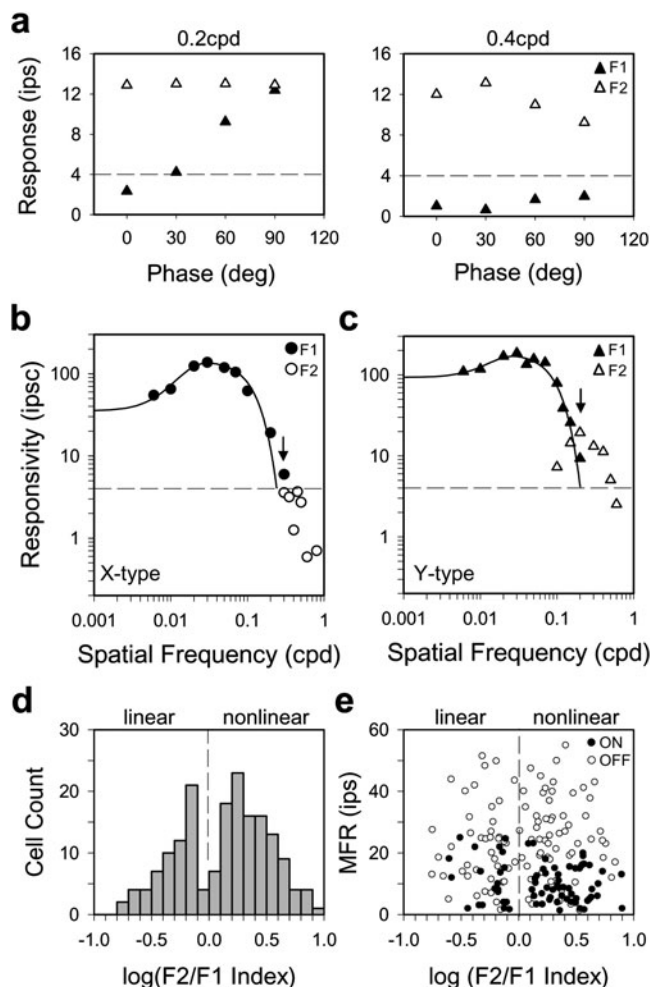 a
0.2cpd 0.4cpd
Response (ips)
16 12 8 4 0
16 12 8 4 0
F1
F2
0 30 60 90 120
0 30 60 90 120
Phase (deg) Phase (deg)
b c
Responsivity (ipsc)
100 10 1
100 10 1
F1
F2
F1
F2
X-type Y-type
0.001 0.01 0.1 1
0.001 0.01 0.1 1
Spatial Frequency (cpd) Spatial Frequency (cpd)
d e
linear nonlinear
linear nonlinear
Cell Count
30 20 10 0
MFR (ips)
60 40 20 0
ON
OFF
-1.0 -0.5 0.0 0.5 1.0
-1.0 -0.5 0.0 0.5 1.0
log(F2/F1 Index) log (F2/F1 Index)